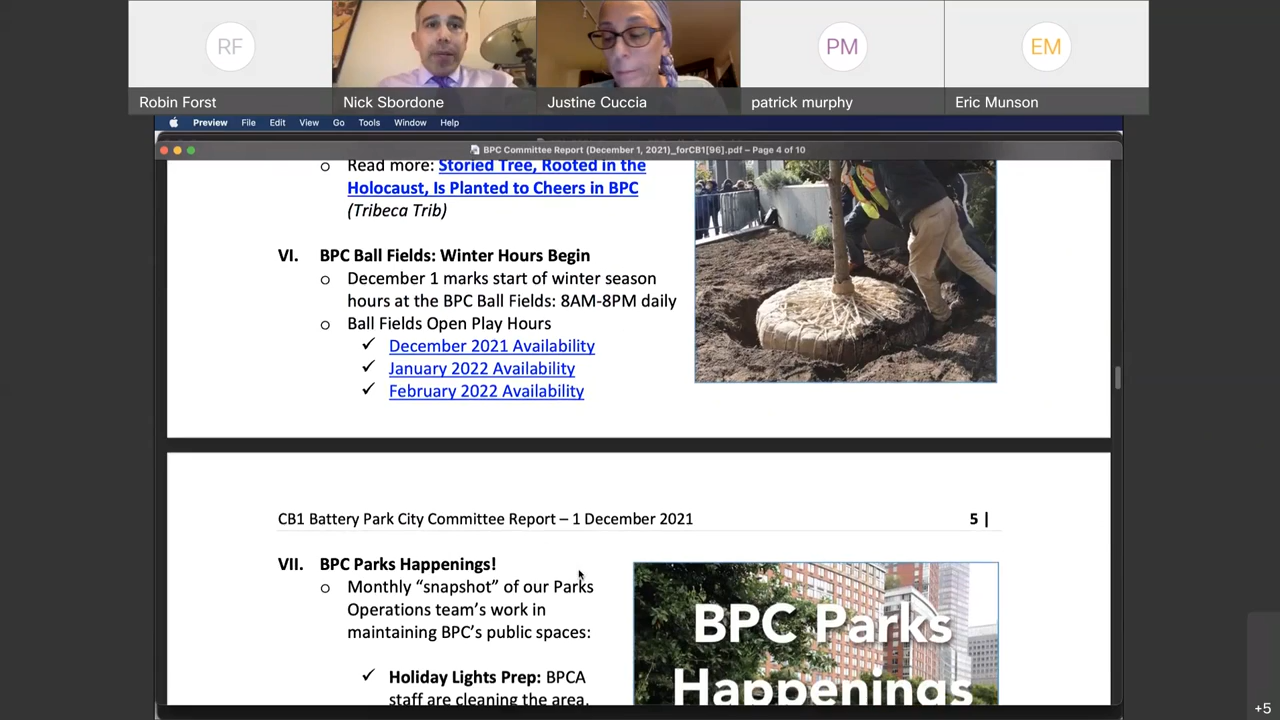 RF
PM
EM
Robin Forst
Nick Sbordone
Justine Cuccia
patrick murphy
Eric Munson
Preview File Edit View Go Tools Window Help
BPC Committee Report (December 1, 2021)_forCB1[96].pdf – Page 4 of 10
o Read more: Storied Tree, Rooted in the
Holocaust, Is Planted to Cheers in BPC
(Tribeca Trib)
VI. BPC Ball Fields: Winter Hours Begin
o December 1 marks start of winter season
hours at the BPC Ball Fields: 8AM-8PM daily
o Ball Fields Open Play Hours
✓ December 2021 Availability
✓ January 2022 Availability
✓ February 2022 Availability
CB1 Battery Park City Committee Report – 1 December 2021 5 |
VII. BPC Parks Happenings!
o Monthly “snapshot” of our Parks
Operations team’s work in
maintaining BPC’s public spaces:
✓ Holiday Lights Prep: BPCA
staff are cleaning the area,
BPC Parks
Happenings
+5